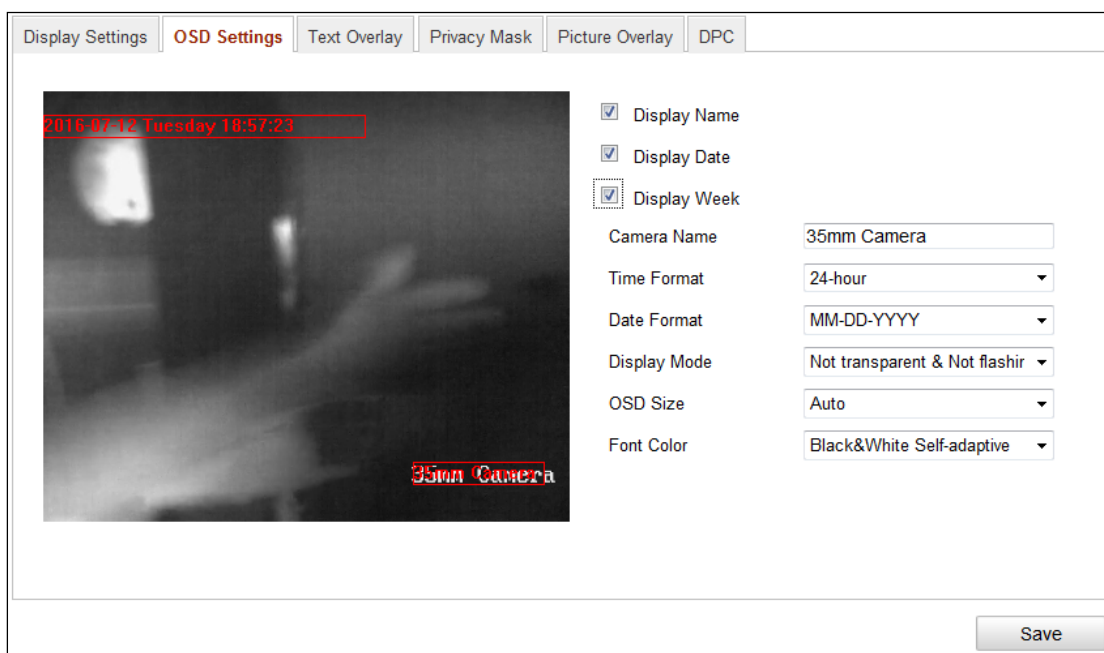 Display Settings OSD Settings Text Overlay Privacy Mask Picture Overlay DPC
2016-07-12 Tuesday 18:57:23
35mm Camera
35mm Camera
Display Name
Display Date
Display Week
Camera Name 35mm Camera
Time Format 24-hour
Date Format MM-DD-YYYY
Display Mode Not transparent & Not flashir
OSD Size Auto
Font Color Black&White Self-adaptive
Save